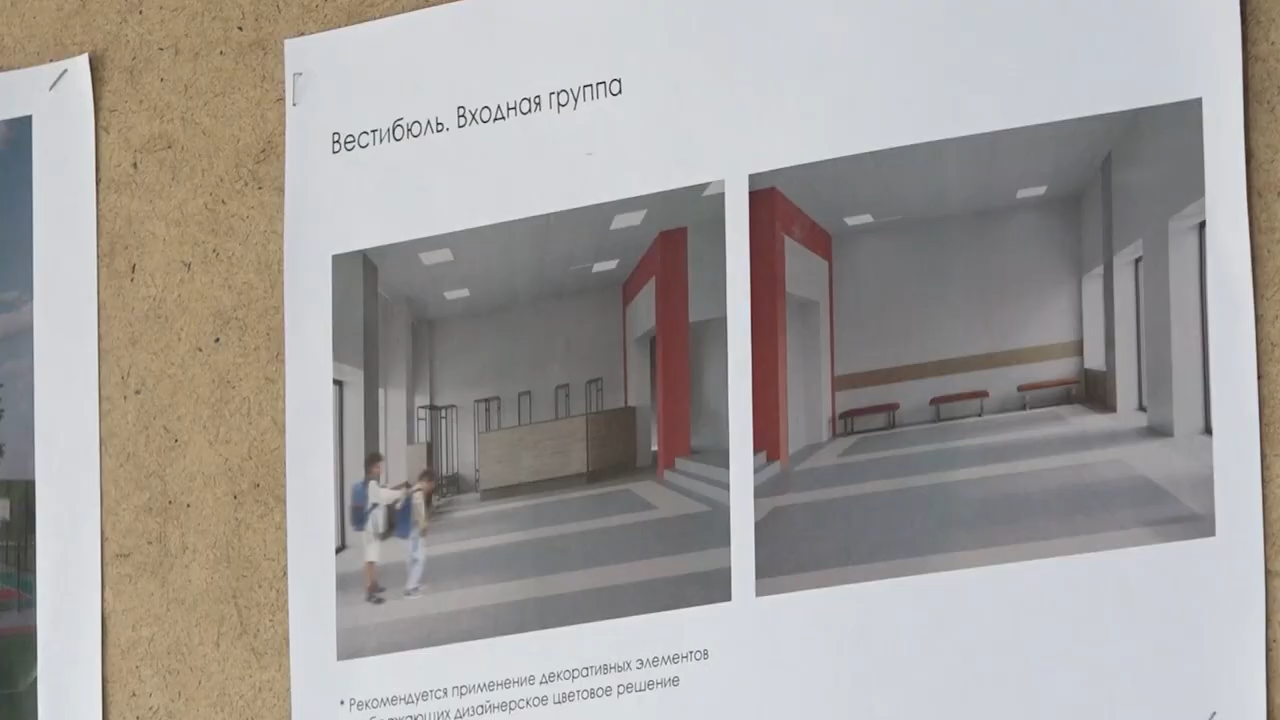 Вестибюль. Входная группа
* Рекомендуется применение декоративных элементов
дизайнерское цветовое решение